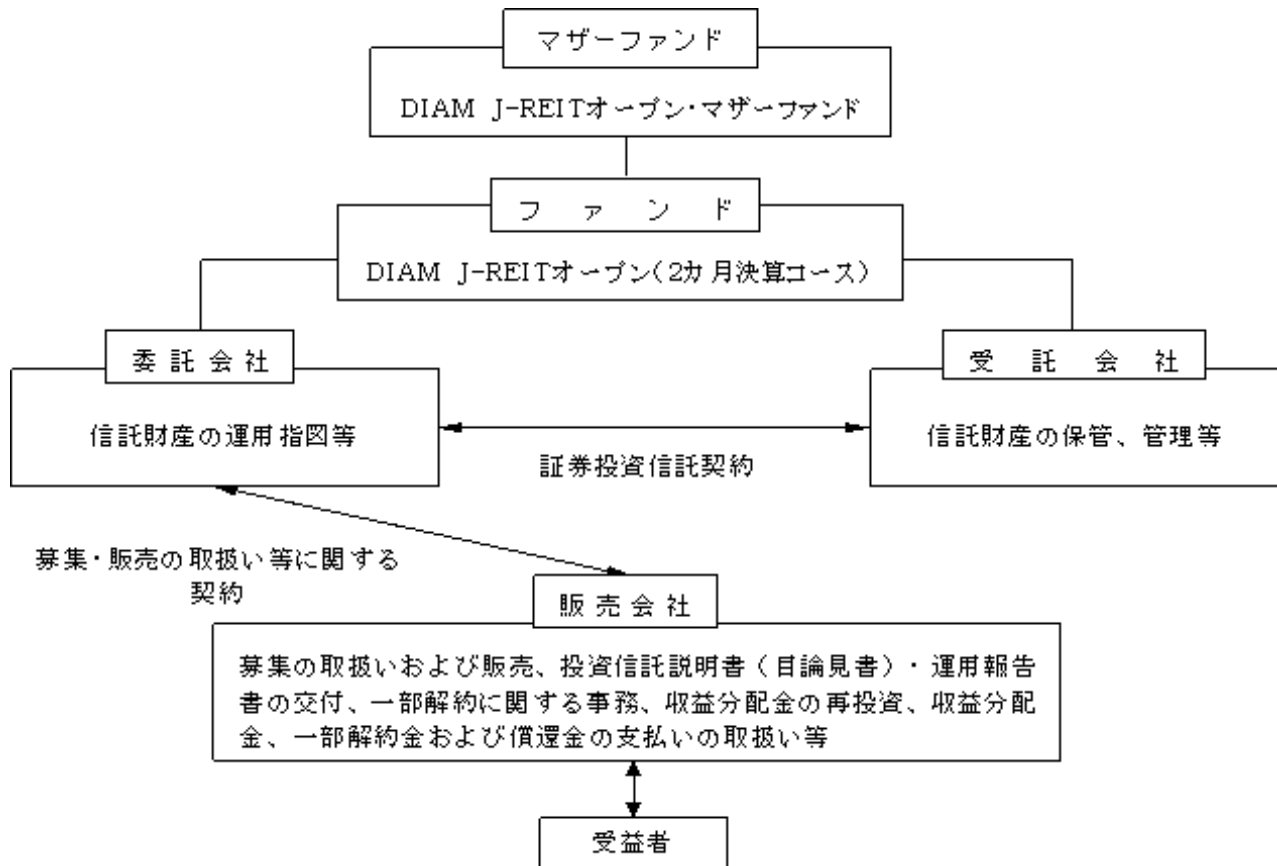 マザーファンド
DIAM J-REITオープン・マザーファンド
ファンド
DIAM J-REITオープン（2カ月決算コース）
委託会社
信託財産の運用指図等
受託会社
信託財産の保管、管理等
証券投資信託契約
募集・販売の取扱い等に関する
契約
販売会社
募集の取扱いおよび販売、投資信託説明書（目論見書）・運用報告
書の交付、一部解約に関する事務、収益分配金の再投資、収益分配
金、一部解約金および償還金の支払いの取扱い等
受益者